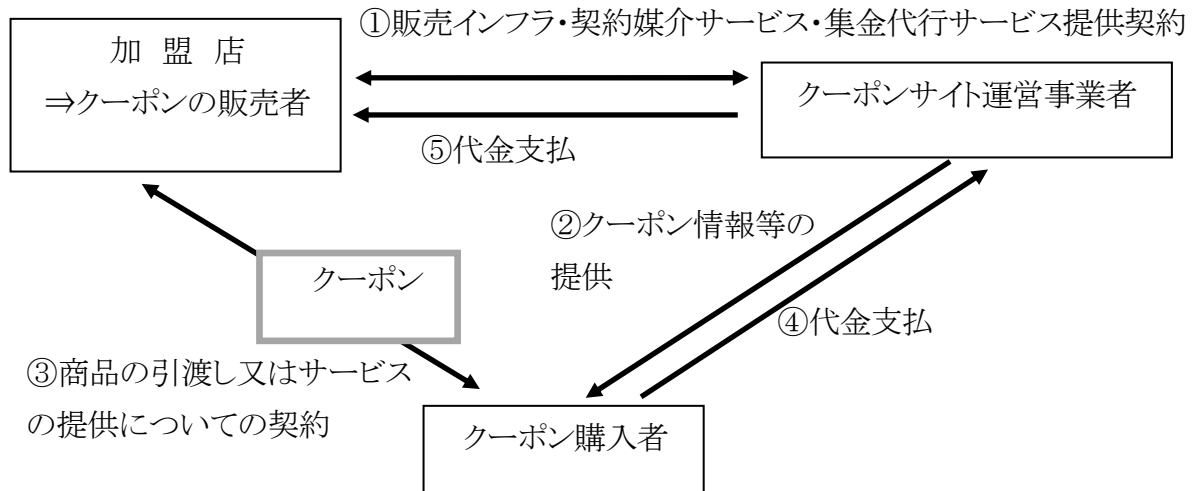 ①販売インフラ・契約媒介サービス・集金代行サービス提供契約
加 盟 店
⇒クーポンの販売者
クーポンサイト運営事業者
⑤代金支払
②クーポン情報等の
提供
クーポン
④代金支払
③商品の引渡し又はサービス
の提供についての契約
クーポン購入者